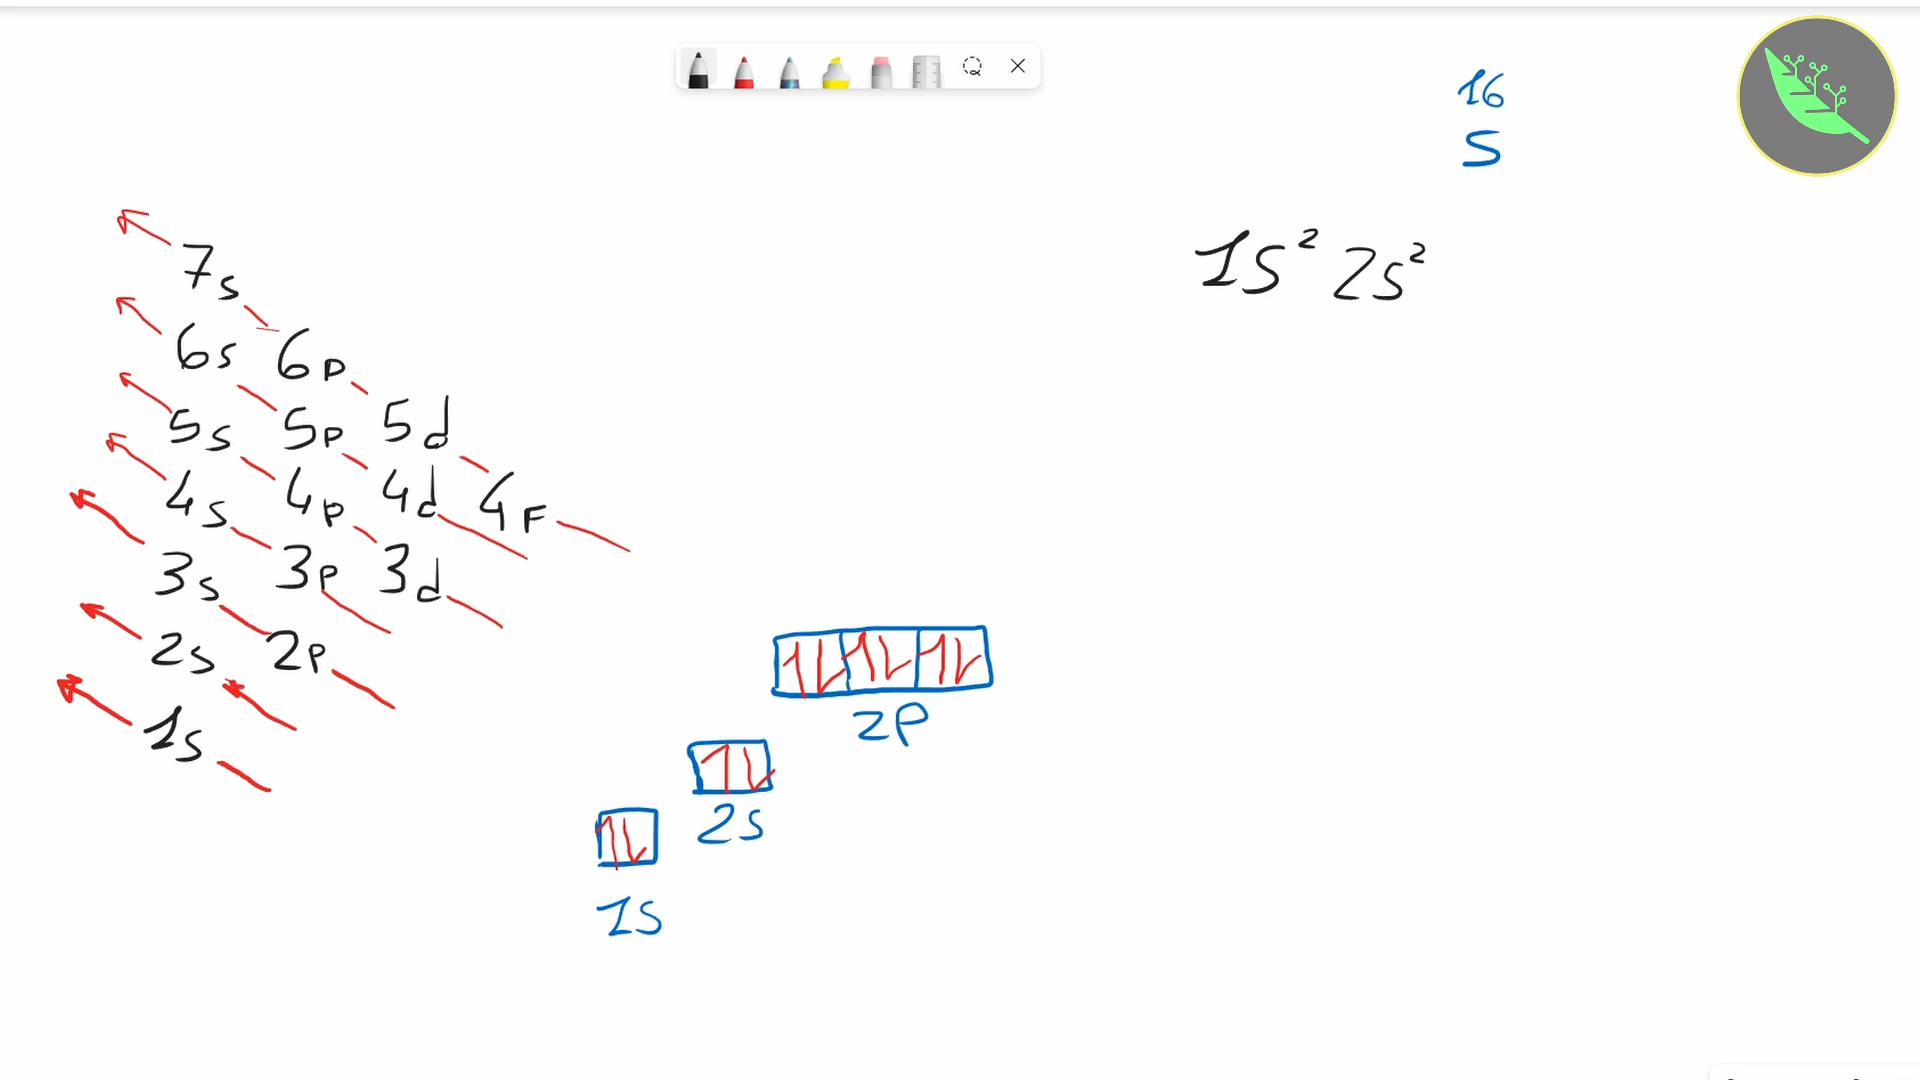 16
S
1s² 2s²
7s
6s 6p
5s 5p 5d
4s 4p 4d 4F
3s 3p 3d
2s 2p
1s
2P
2s
1s